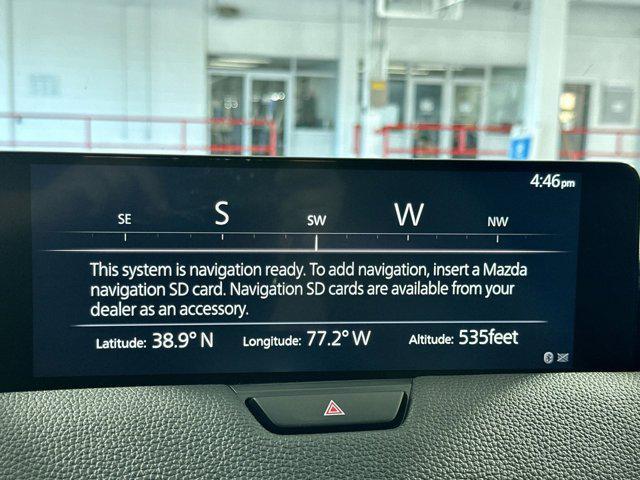 4:46pm
SE S SW W NW
This system is navigation ready. To add navigation, insert a Mazda
navigation SD card. Navigation SD cards are available from your
dealer as an accessory.
Latitude: 38.9° N Longitude: 77.2° W Altitude: 535feet